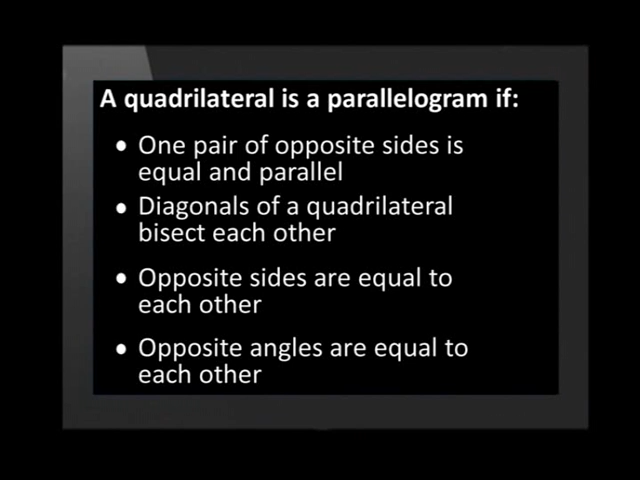 A quadrilateral is a parallelogram if:
• One pair of opposite sides is
equal and parallel
• Diagonals of a quadrilateral
bisect each other
• Opposite sides are equal to
each other
• Opposite angles are equal to
each other